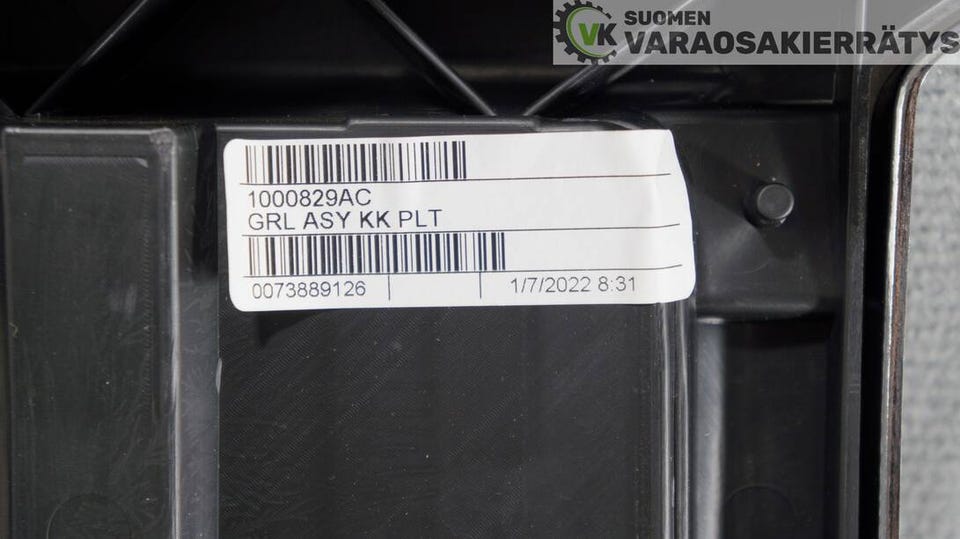 SUOMEN
VK VARAOSAKIERRÄTYS
1000829AC
GRL ASY KK PLT
0073889126 1/7/2022 8:31